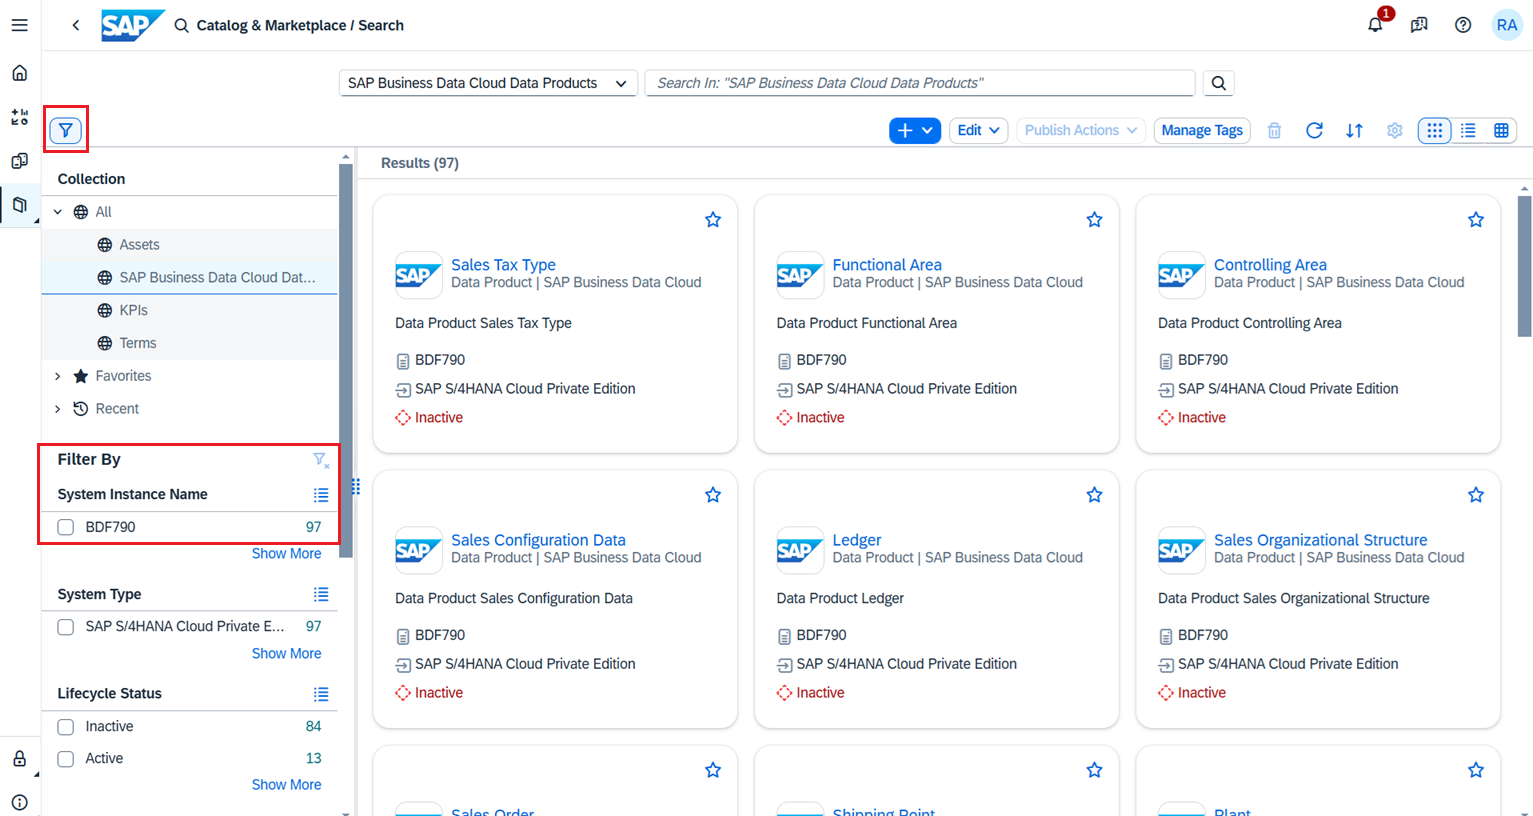 SAP Catalog & Marketplace / Search 1 RA
SAP Business Data Cloud Data Products Search In: "SAP Business Data Cloud Data Products"
Edit Publish Actions Manage Tags
Results (97)
Collection
All
Assets
SAP Business Data Cloud Dat...
KPIs
Terms
Favorites
Recent
Filter By
System Instance Name
BDF790 97
Show More
System Type
SAP S/4HANA Cloud Private E... 97
Show More
Lifecycle Status
Inactive 84
Active 13
Show More
SAP Sales Tax Type
Data Product | SAP Business Data Cloud
Data Product Sales Tax Type
BDF790
SAP S/4HANA Cloud Private Edition
Inactive
SAP Functional Area
Data Product | SAP Business Data Cloud
Data Product Functional Area
BDF790
SAP S/4HANA Cloud Private Edition
Inactive
SAP Controlling Area
Data Product | SAP Business Data Cloud
Data Product Controlling Area
BDF790
SAP S/4HANA Cloud Private Edition
Inactive
SAP Sales Configuration Data
Data Product | SAP Business Data Cloud
Data Product Sales Configuration Data
BDF790
SAP S/4HANA Cloud Private Edition
Inactive
SAP Ledger
Data Product | SAP Business Data Cloud
Data Product Ledger
BDF790
SAP S/4HANA Cloud Private Edition
Inactive
SAP Sales Organizational Structure
Data Product | SAP Business Data Cloud
Data Product Sales Organizational Structure
BDF790
SAP S/4HANA Cloud Private Edition
Inactive
Sales Order
Shipping Point
Plant